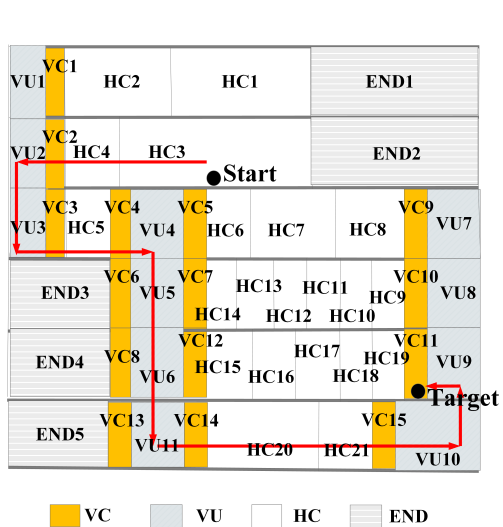 VU1 VC1 HC2 HC1 END1
VU2 VC2 HC4 HC3 END2
Start
VU3 VC3 HC5 VC4 VU4 VC5 HC6 HC7 HC8 VC9 VU7
END3 VC6 VU5 VC7 HC14 HC13 HC12 HC11 HC10 HC9 VC10 VU8
END4 VC8 VU6 VC12 HC15 HC16 HC17 HC18 HC19 VC11 VU9
Target
END5 VC13 VU11 VC14 HC20 HC21 VC15 VU10
VC VU HC END